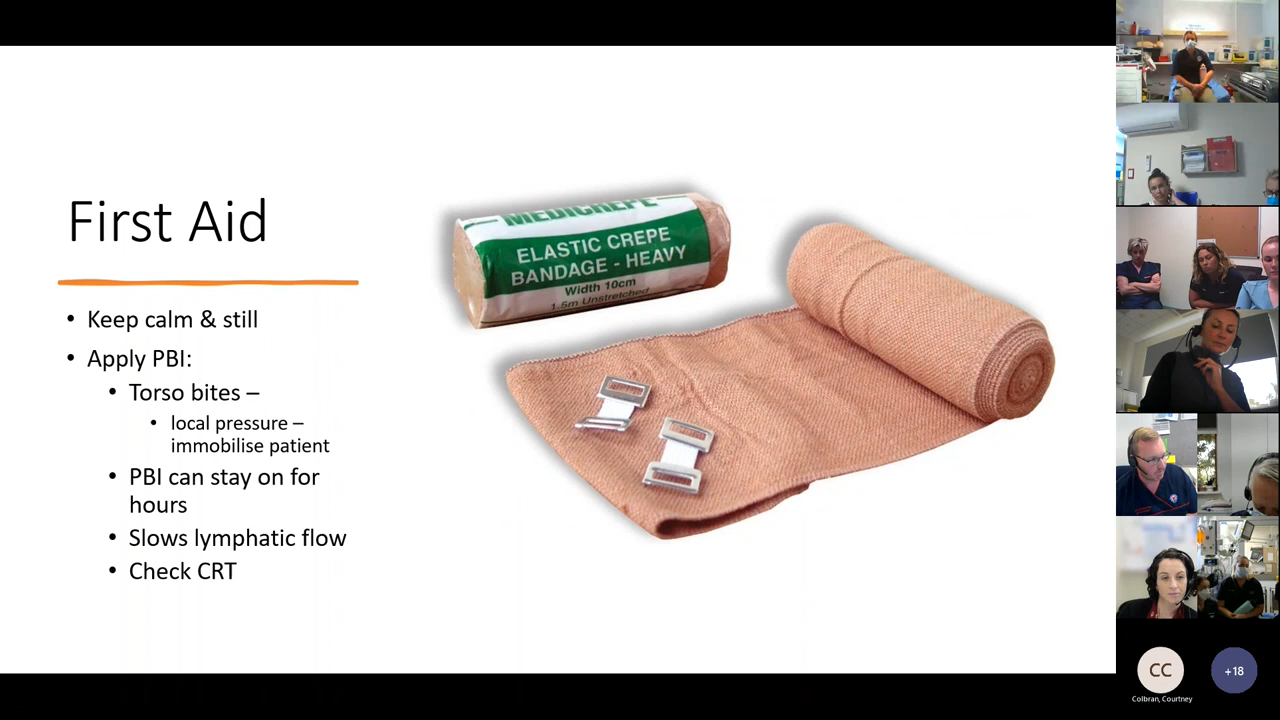 First Aid
• Keep calm & still
• Apply PBI:
• Torso bites –
• local pressure –
immobilise patient
• PBI can stay on for
hours
• Slows lymphatic flow
• Check CRT
MEDICREPE
ELASTIC CREPE
BANDAGE - HEAVY
Width 10cm
1.5m Unstretched
CC
+18
Colbran, Courtney